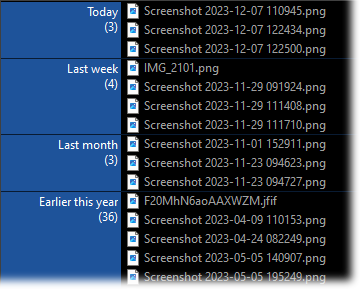 Today
(3)
Screenshot 2023-12-07 110945.png
Screenshot 2023-12-07 122434.png
Screenshot 2023-12-07 122500.png
Last week
(4)
IMG_2101.png
Screenshot 2023-11-29 091924.png
Screenshot 2023-11-29 111408.png
Screenshot 2023-11-29 111710.png
Last month
(3)
Screenshot 2023-11-01 152911.png
Screenshot 2023-11-23 094623.png
Screenshot 2023-11-23 094727.png
Earlier this year
(36)
F20MhN6aoAAXWZM.jfif
Screenshot 2023-04-09 110153.png
Screenshot 2023-04-24 082249.png
Screenshot 2023-05-05 140907.png
Screenshot 2023-05-05 195249.png